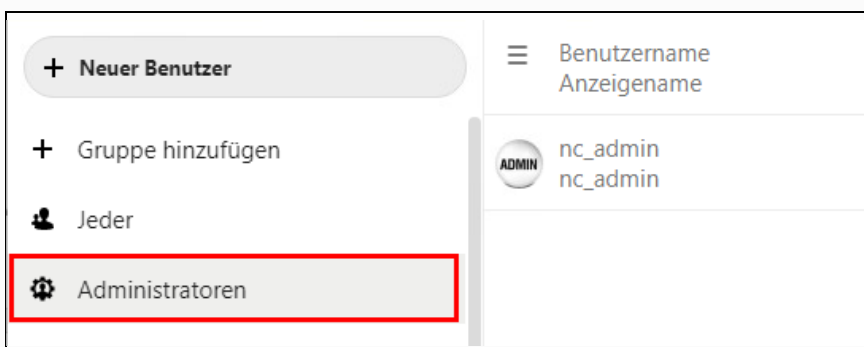 Neuer Benutzer
Gruppe hinzufügen
Jeder
Administratoren
Benutzername
Anzeigename
ADMIN
nc_admin
nc_admin